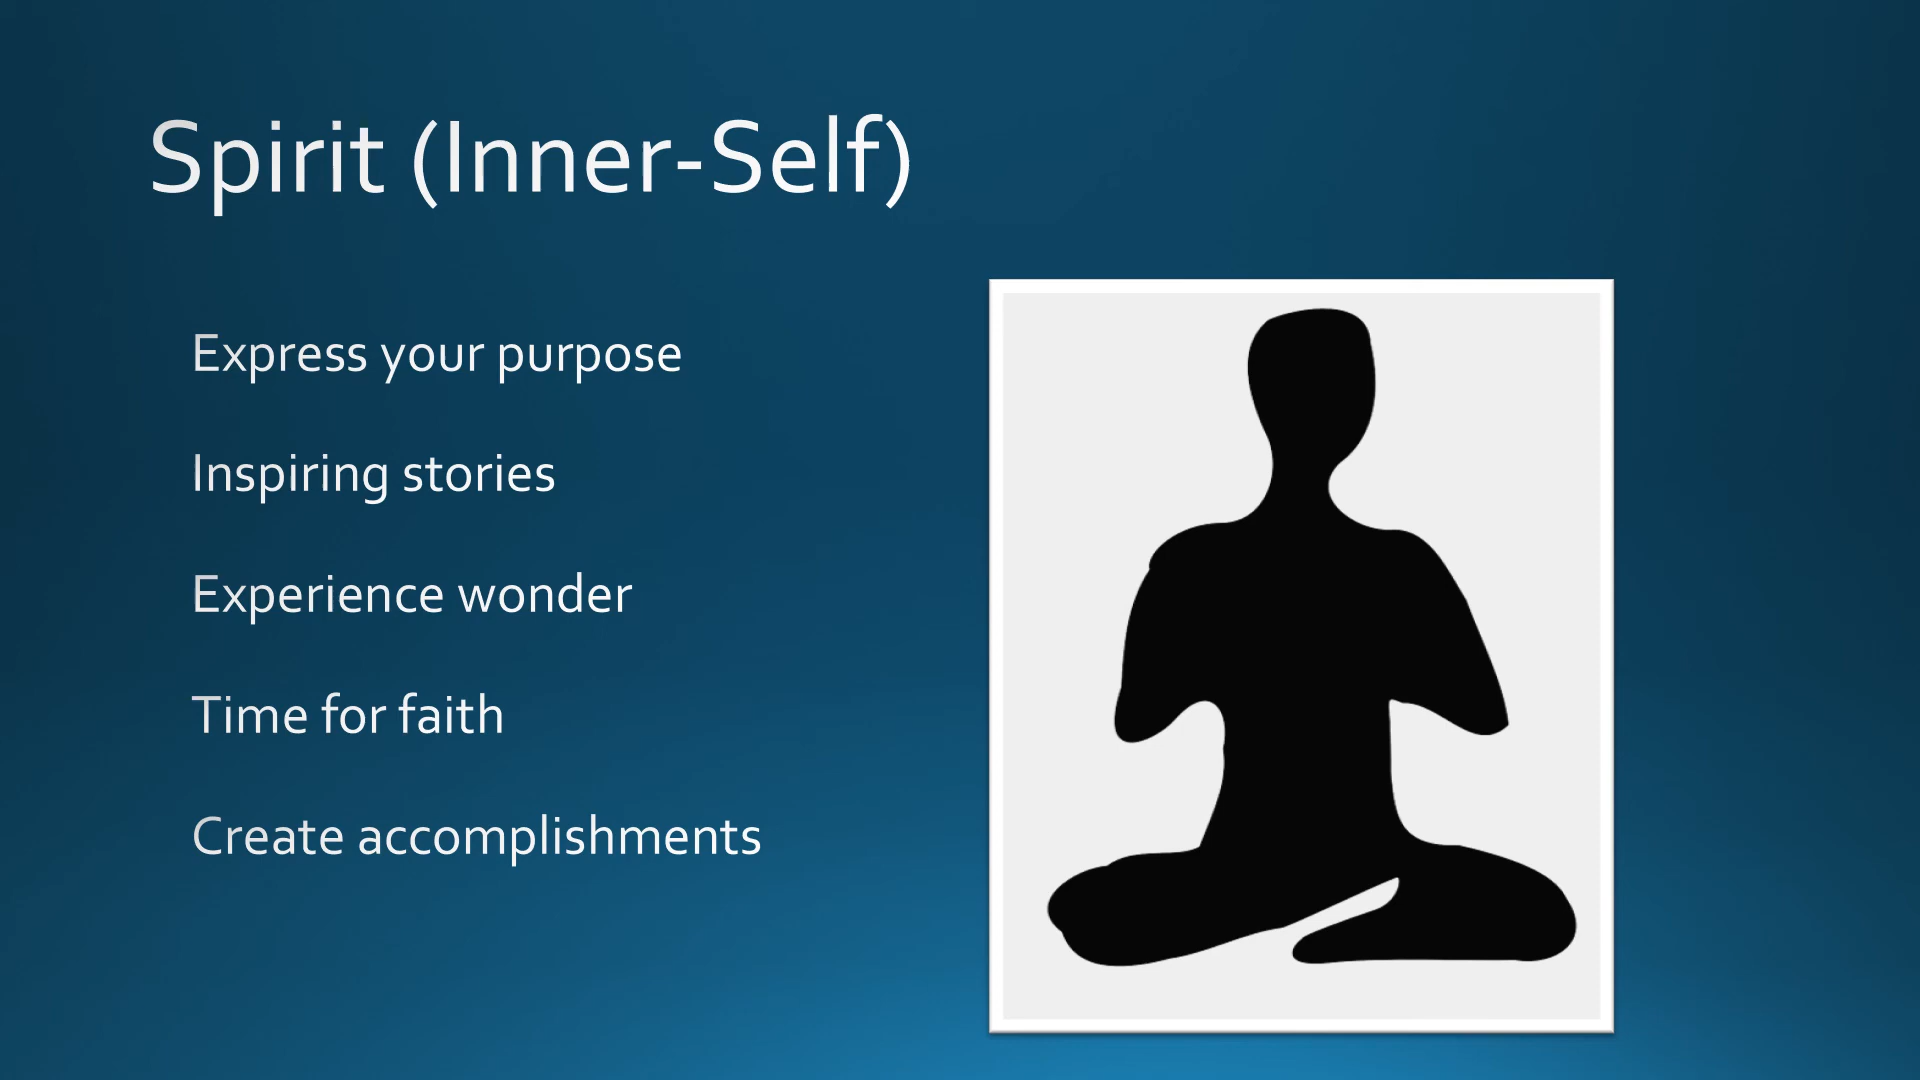 Spirit (Inner-Self)
Express your purpose
Inspiring stories
Experience wonder
Time for faith
Create accomplishments